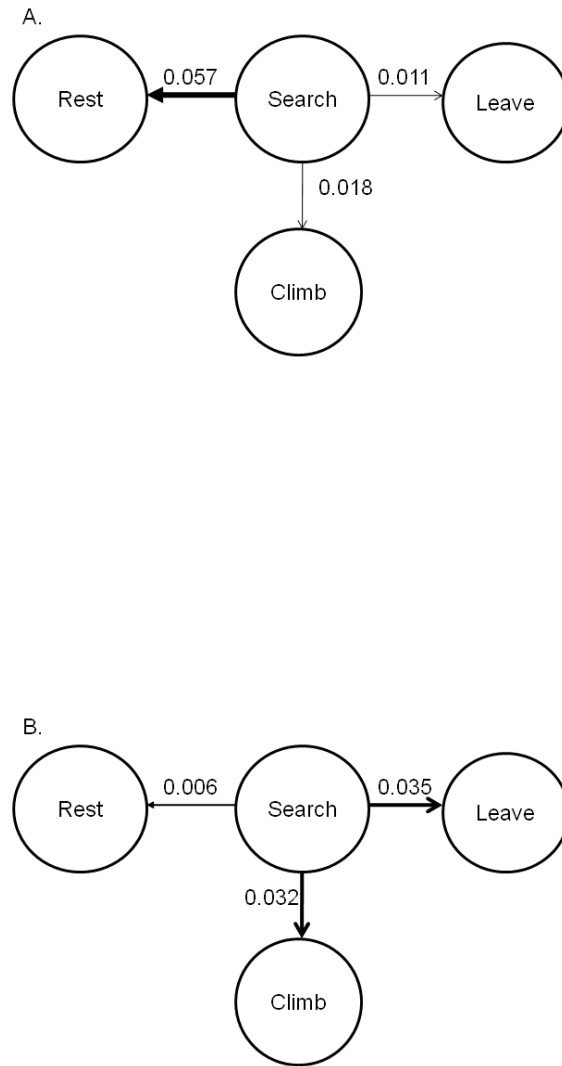 A.
0.057
0.011
Rest
Search
Leave
0.018
Climb
B.
0.006
0.035
Rest
Search
Leave
0.032
Climb